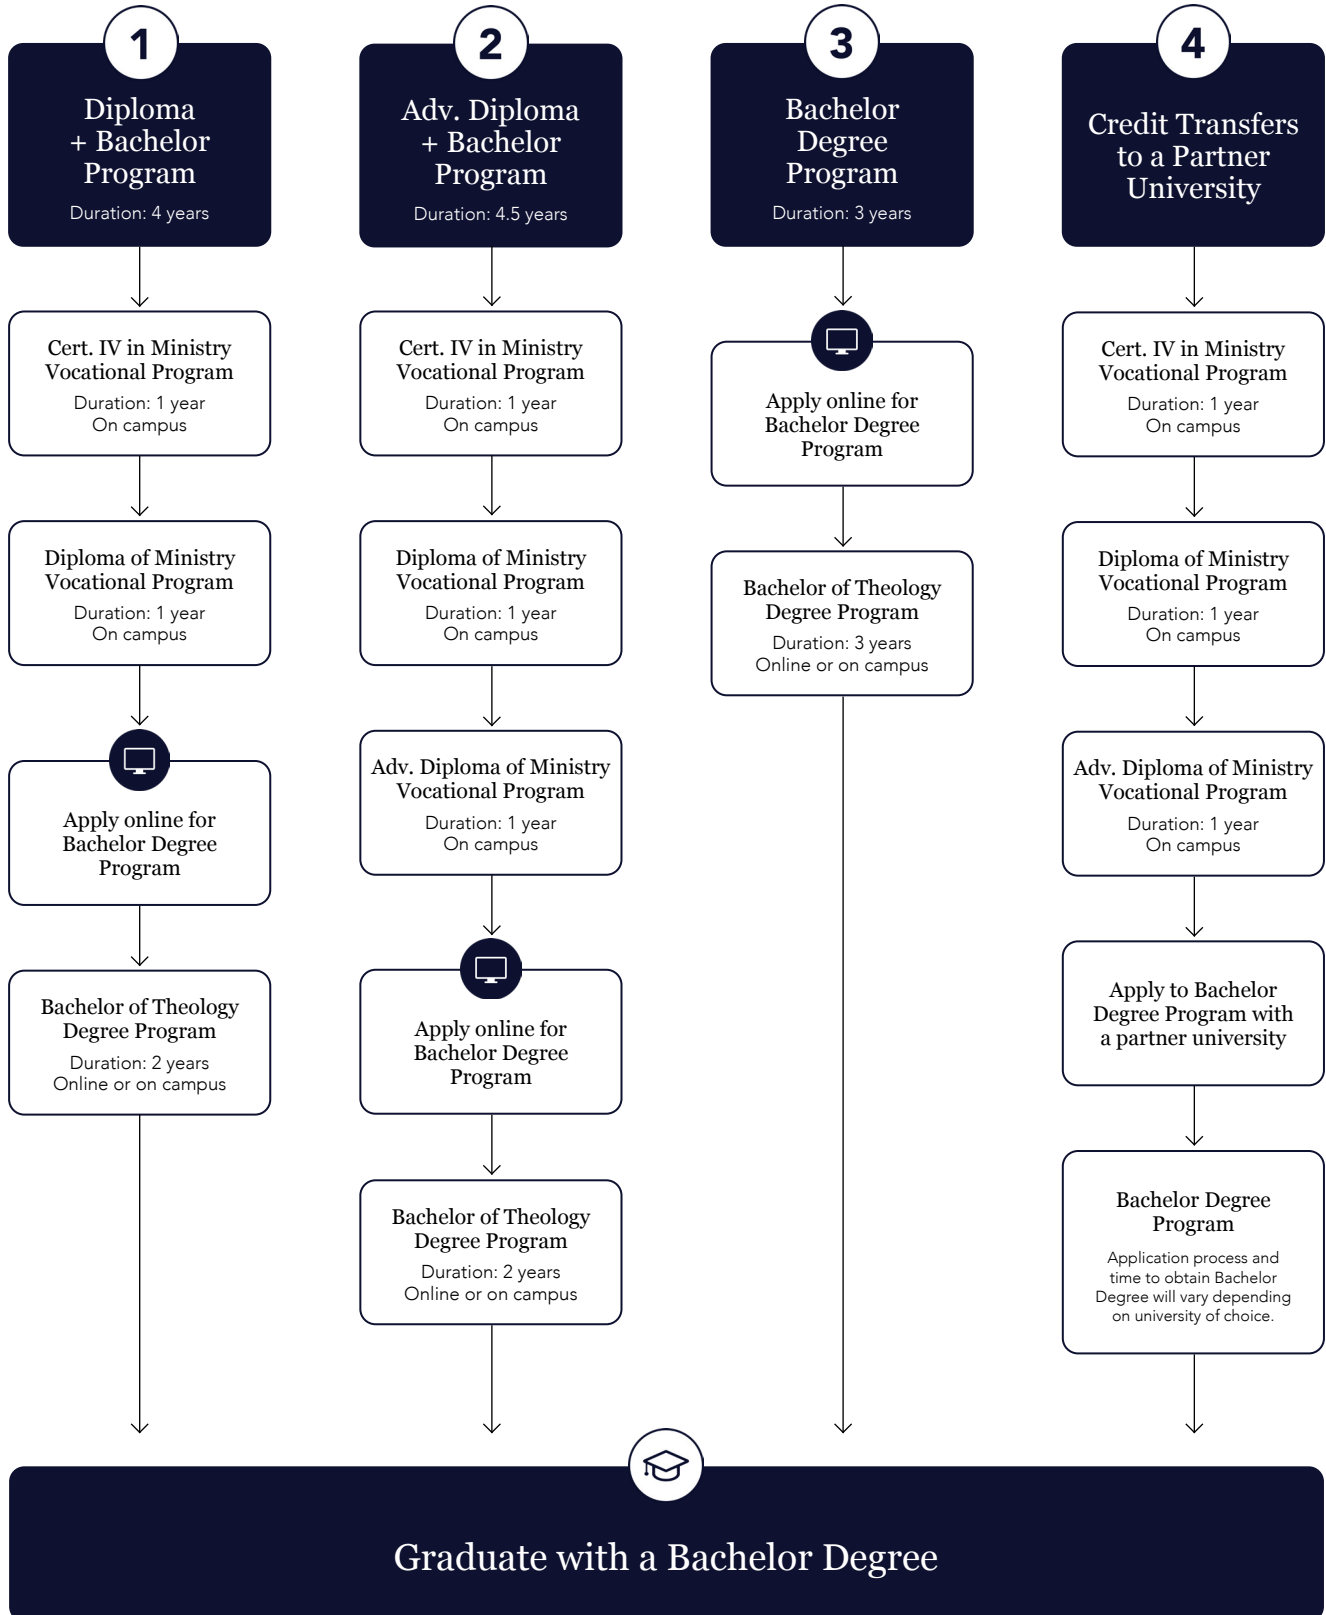 1
Diploma
+ Bachelor
Program
Duration: 4 years
Cert. IV in Ministry
Vocational Program
Duration: 1 year
On campus
Diploma of Ministry
Vocational Program
Duration: 1 year
On campus
Apply online for
Bachelor Degree
Program
Bachelor of Theology
Degree Program
Duration: 2 years
Online or on campus
2
Adv. Diploma
+ Bachelor
Program
Duration: 4.5 years
Cert. IV in Ministry
Vocational Program
Duration: 1 year
On campus
Diploma of Ministry
Vocational Program
Duration: 1 year
On campus
Adv. Diploma of Ministry
Vocational Program
Duration: 1 year
On campus
Apply online for
Bachelor Degree
Program
Bachelor of Theology
Degree Program
Duration: 2 years
Online or on campus
3
Bachelor
Degree
Program
Duration: 3 years
Apply online for
Bachelor Degree
Program
Bachelor of Theology
Degree Program
Duration: 3 years
Online or on campus
4
Credit Transfers
to a Partner
University
Cert. IV in Ministry
Vocational Program
Duration: 1 year
On campus
Diploma of Ministry
Vocational Program
Duration: 1 year
On campus
Adv. Diploma of Ministry
Vocational Program
Duration: 1 year
On campus
Apply to Bachelor
Degree Program with
a partner university
Bachelor Degree
Program
Application process and
time to obtain Bachelor
Degree will vary depending
on university of choice.
Graduate with a Bachelor Degree